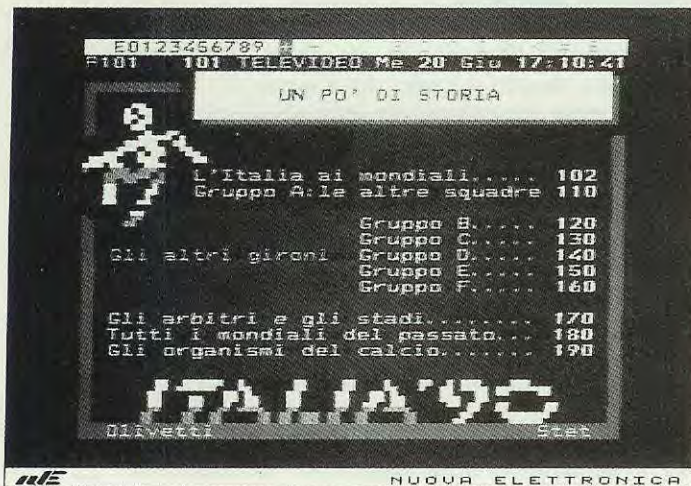 E0123456789
P101 101 TELEVIDEO Me 20 Giu 17:10:41
UN PO' DI STORIA
L'Italia ai mondiali..... 102
Gruppo A:le altre squadre 110
Gruppo B..... 120
Gruppo C..... 130
Gli altri gironi Gruppo D..... 140
Gruppo E..... 150
Gruppo F..... 160
Gli arbitri e gli stadi........ 170
Tutti i mondiali del passato... 180
Gli organismi del calcio....... 190
ITALIA'90
Olivetti Stet
nE NUOVA ELETTRONICA